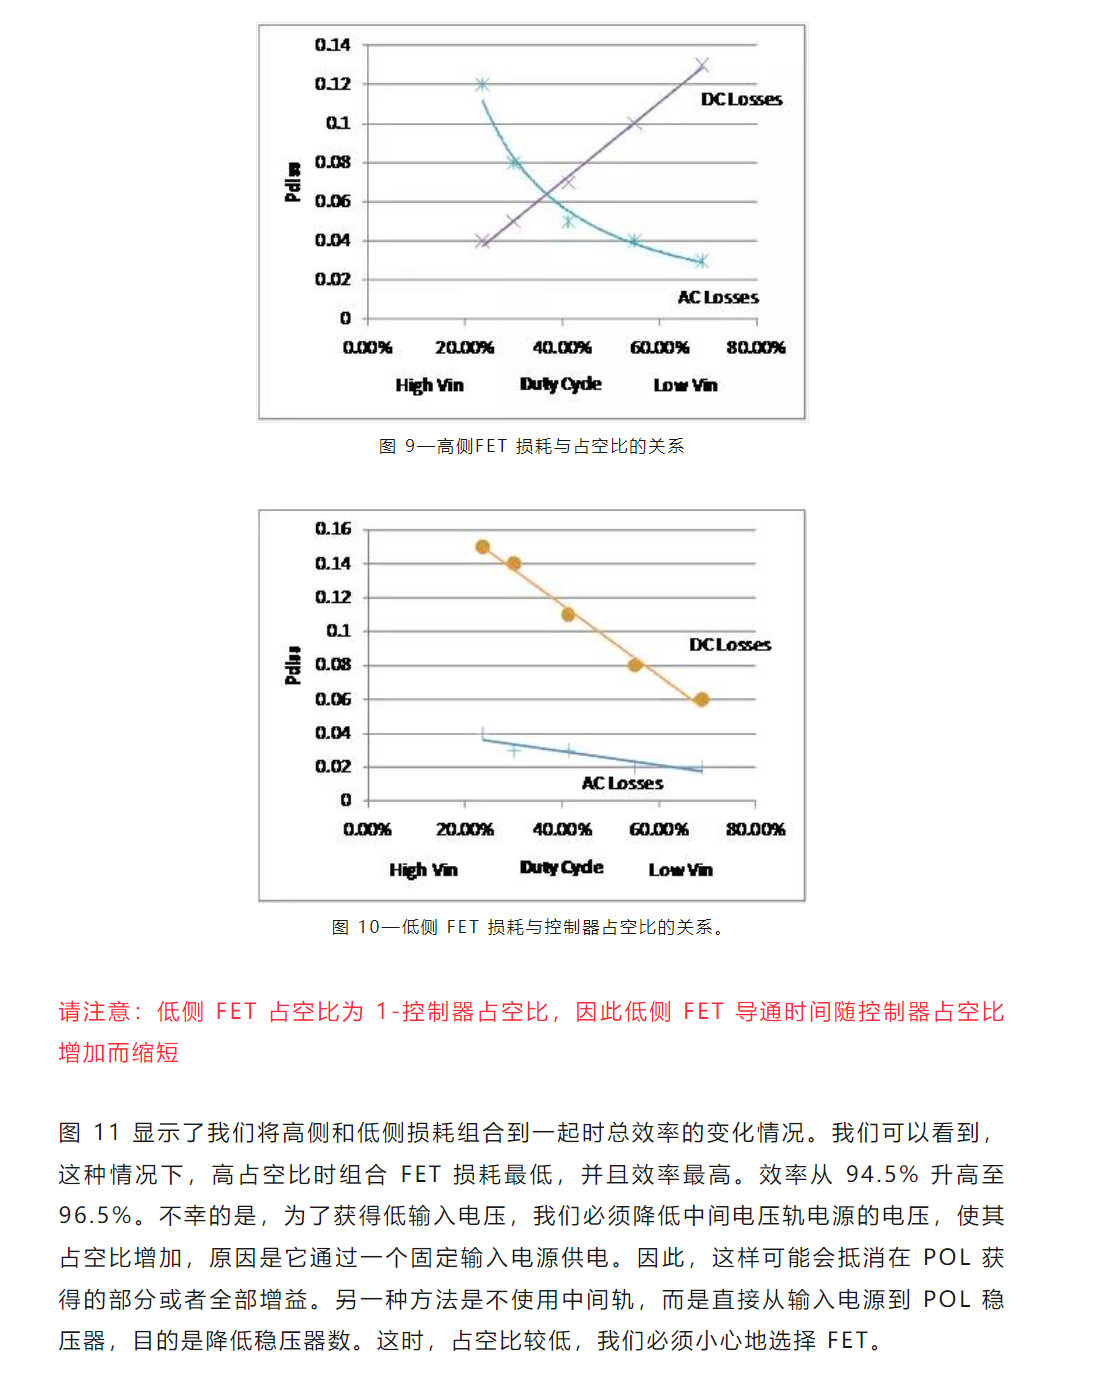 0.14
0.12
0.1
0.08
0.06
0.04
0.02
0
Pdiss
DC Losses
AC Losses
0.00% 20.00% 40.00% 60.00% 80.00%
High Vin Duty Cycle Low Vin
图 9—高侧FET 损耗与占空比的关系
0.16
0.14
0.12
0.1
0.08
0.06
0.04
0.02
0
Pdiss
DC Losses
AC Losses
0.00% 20.00% 40.00% 60.00% 80.00%
High Vin Duty Cycle Low Vin
图 10—低侧 FET 损耗与控制器占空比的关系。
请注意：低侧 FET 占空比为 1-控制器占空比，因此低侧 FET 导通时间随控制器占空比
增加而缩短
图 11 显示了我们将高侧和低侧损耗组合到一起时总效率的变化情况。我们可以看到，
这种情况下，高占空比时组合 FET 损耗最低，并且效率最高。效率从 94.5% 升高至
96.5%。不幸的是，为了获得低输入电压，我们必须降低中间电压轨电源的电压，使其
占空比增加，原因是它通过一个固定输入电源供电。因此，这样可能会抵消在 POL 获
得的部分或者全部增益。另一种方法是不使用中间轨，而是直接从输入电源到 POL 稳
压器，目的是降低稳压器数。这时，占空比较低，我们必须小心地选择 FET。